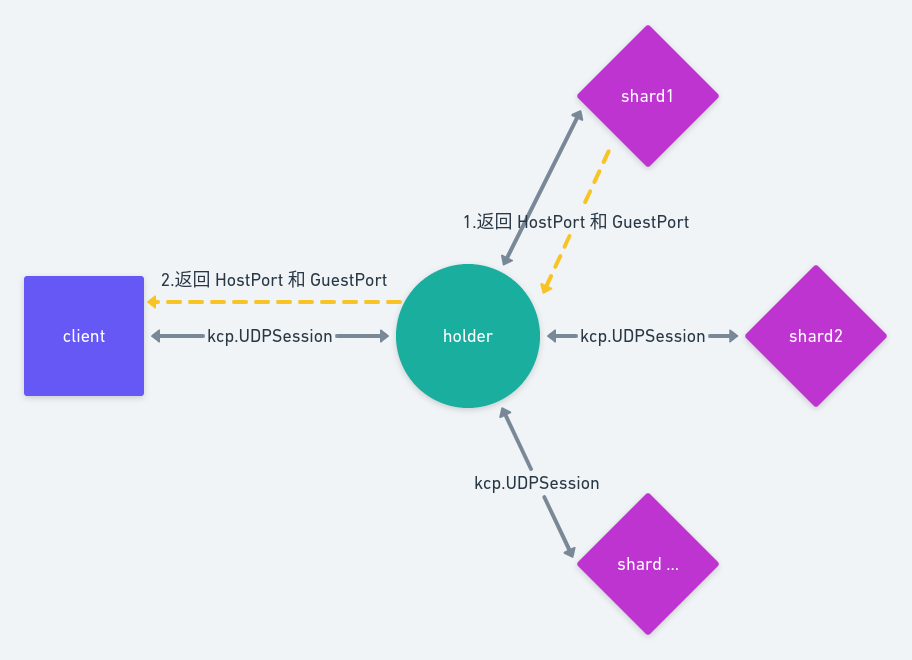 shard1
1.返回 HostPort 和 GuestPort
2.返回 HostPort 和 GuestPort
client
kcp.UDPSession
holder
kcp.UDPSession
shard2
kcp.UDPSession
shard ...